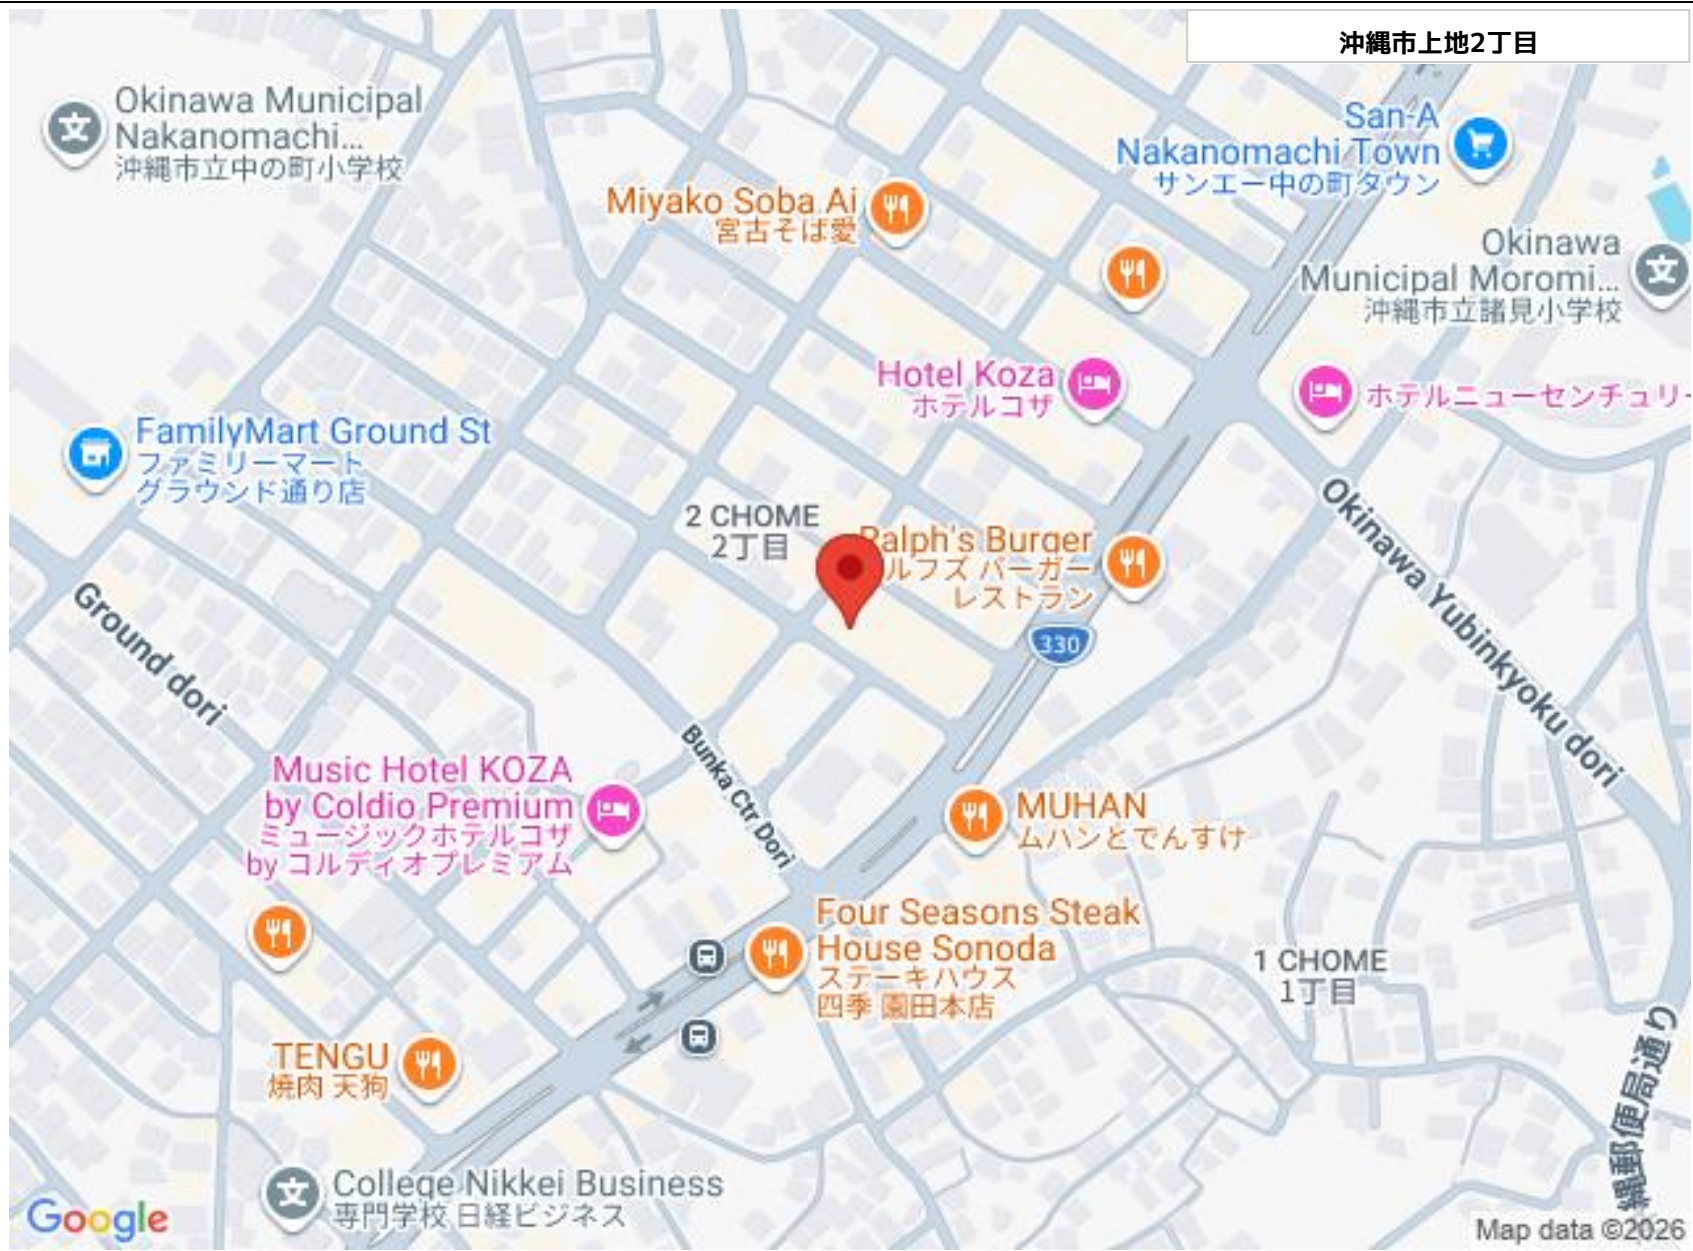 沖縄市上地2丁目
Okinawa Municipal
Nakanomachi...
沖縄市立中の町小学校
San-A
Nakanomachi Town
サンエー中の町タウン
Miyako Soba Ai
宮古そば愛
Okinawa
Municipal Moromi...
沖縄市立諸見小学校
Hotel Koza
ホテルコザ
ホテルニューセンチュリー
FamilyMart Ground St
ファミリーマート
グラウンド通り店
2 CHOME
2丁目
Ralph's Burger
ルフズ バーガー
レストラン
330
Okinawa Yubinkyoku dori
Ground dori
Bunka Ctr Dori
Music Hotel KOZA
by Coldio Premium
ミュージックホテルコザ
by コルディオプレミアム
MUHAN
ムハンとでんすけ
Four Seasons Steak
House Sonoda
ステーキハウス
四季 園田本店
1 CHOME
1丁目
TENGU
焼肉 天狗
College Nikkei Business
専門学校 日経ビジネス
縄郵便局通り
Google
Map data ©2026